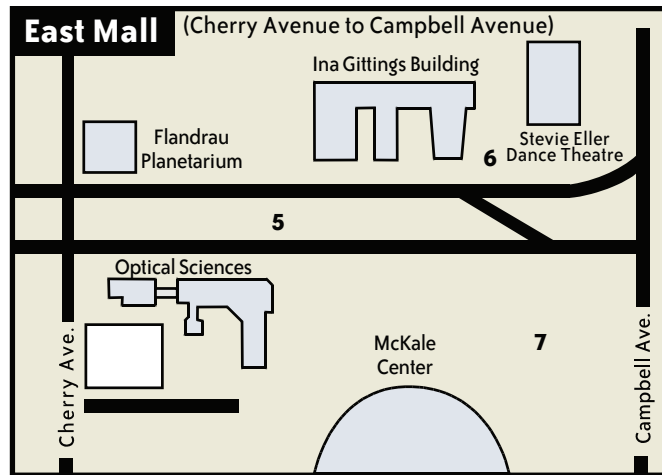 East Mall (Cherry Avenue to Campbell Avenue)
Ina Gittings Building
Flandrau
Planetarium
Stevie Eller
Dance Theatre
6
5
Optical Sciences
7
McKale
Center
Cherry Ave.
Campbell Ave.